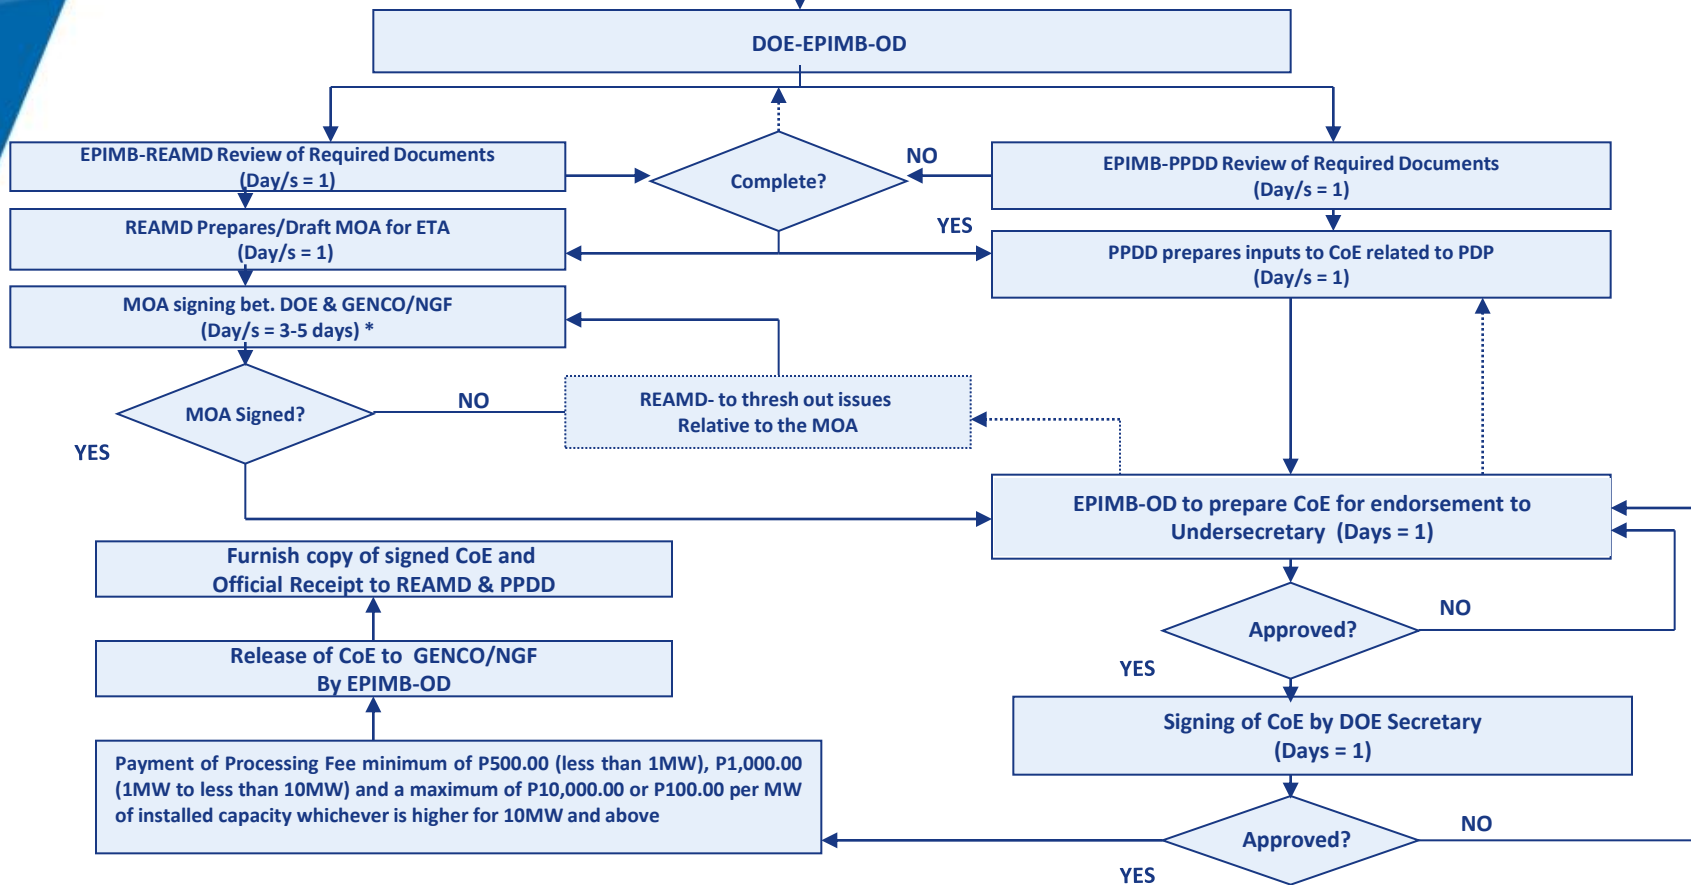 DOE-EPIMB-OD
EPIMB-REAMD Review of Required Documents
(Day/s = 1)
Complete?
NO
EPIMB-PPDD Review of Required Documents
(Day/s = 1)
REAMD Prepares/Draft MOA for ETA
(Day/s = 1)
YES
PPDD prepares inputs to CoE related to PDP
(Day/s = 1)
MOA signing bet. DOE & GENCO/NGF
(Day/s = 3-5 days) *
MOA Signed?
NO
YES
REAMD- to thresh out issues
Relative to the MOA
EPIMB-OD to prepare CoE for endorsement to
Undersecretary (Days = 1)
Furnish copy of signed CoE and
Official Receipt to REAMD & PPDD
Approved?
NO
YES
Release of CoE to GENCO/NGF
By EPIMB-OD
Signing of CoE by DOE Secretary
(Days = 1)
Payment of Processing Fee minimum of P500.00 (less than 1MW), P1,000.00
(1MW to less than 10MW) and a maximum of P10,000.00 or P100.00 per MW
of installed capacity whichever is higher for 10MW and above
Approved?
NO
YES